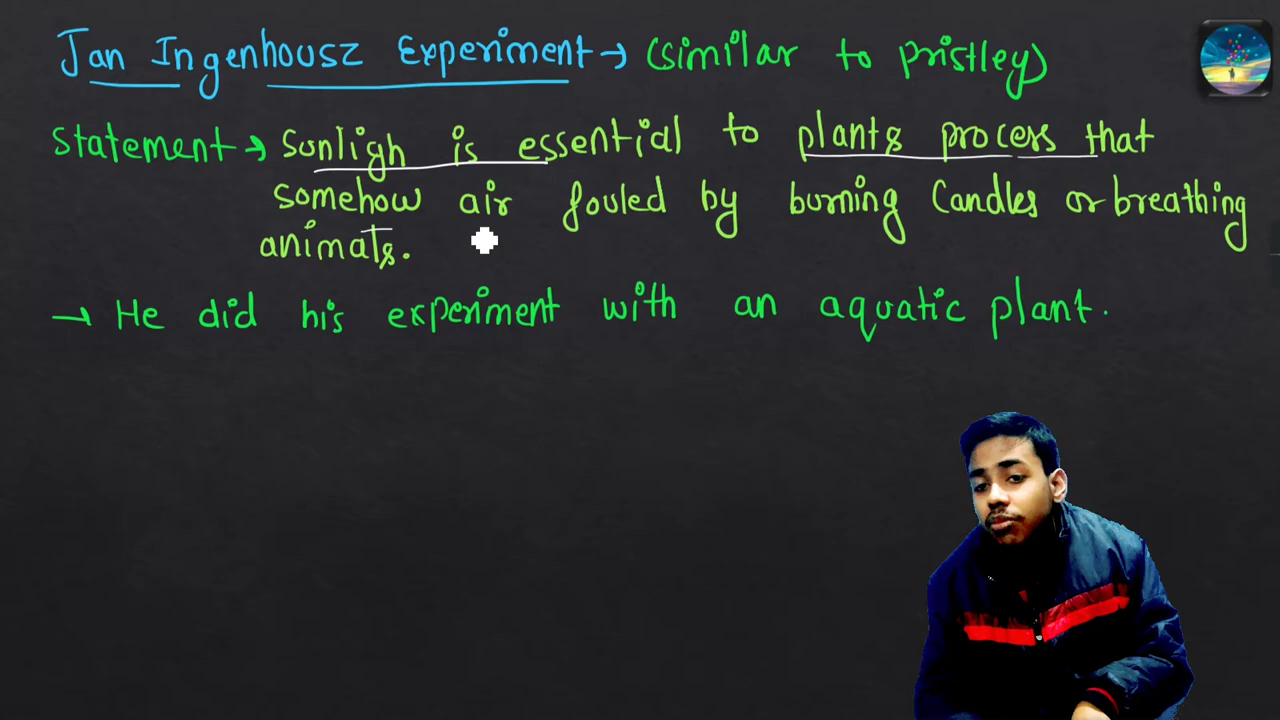 Jan Ingenhousz Experiment → (similar to pristley)
statement → Sunligh is essential to plants process that
somehow air fouled by burning Candles or breathing
animals.
→ He did his experiment with an aquatic plant.